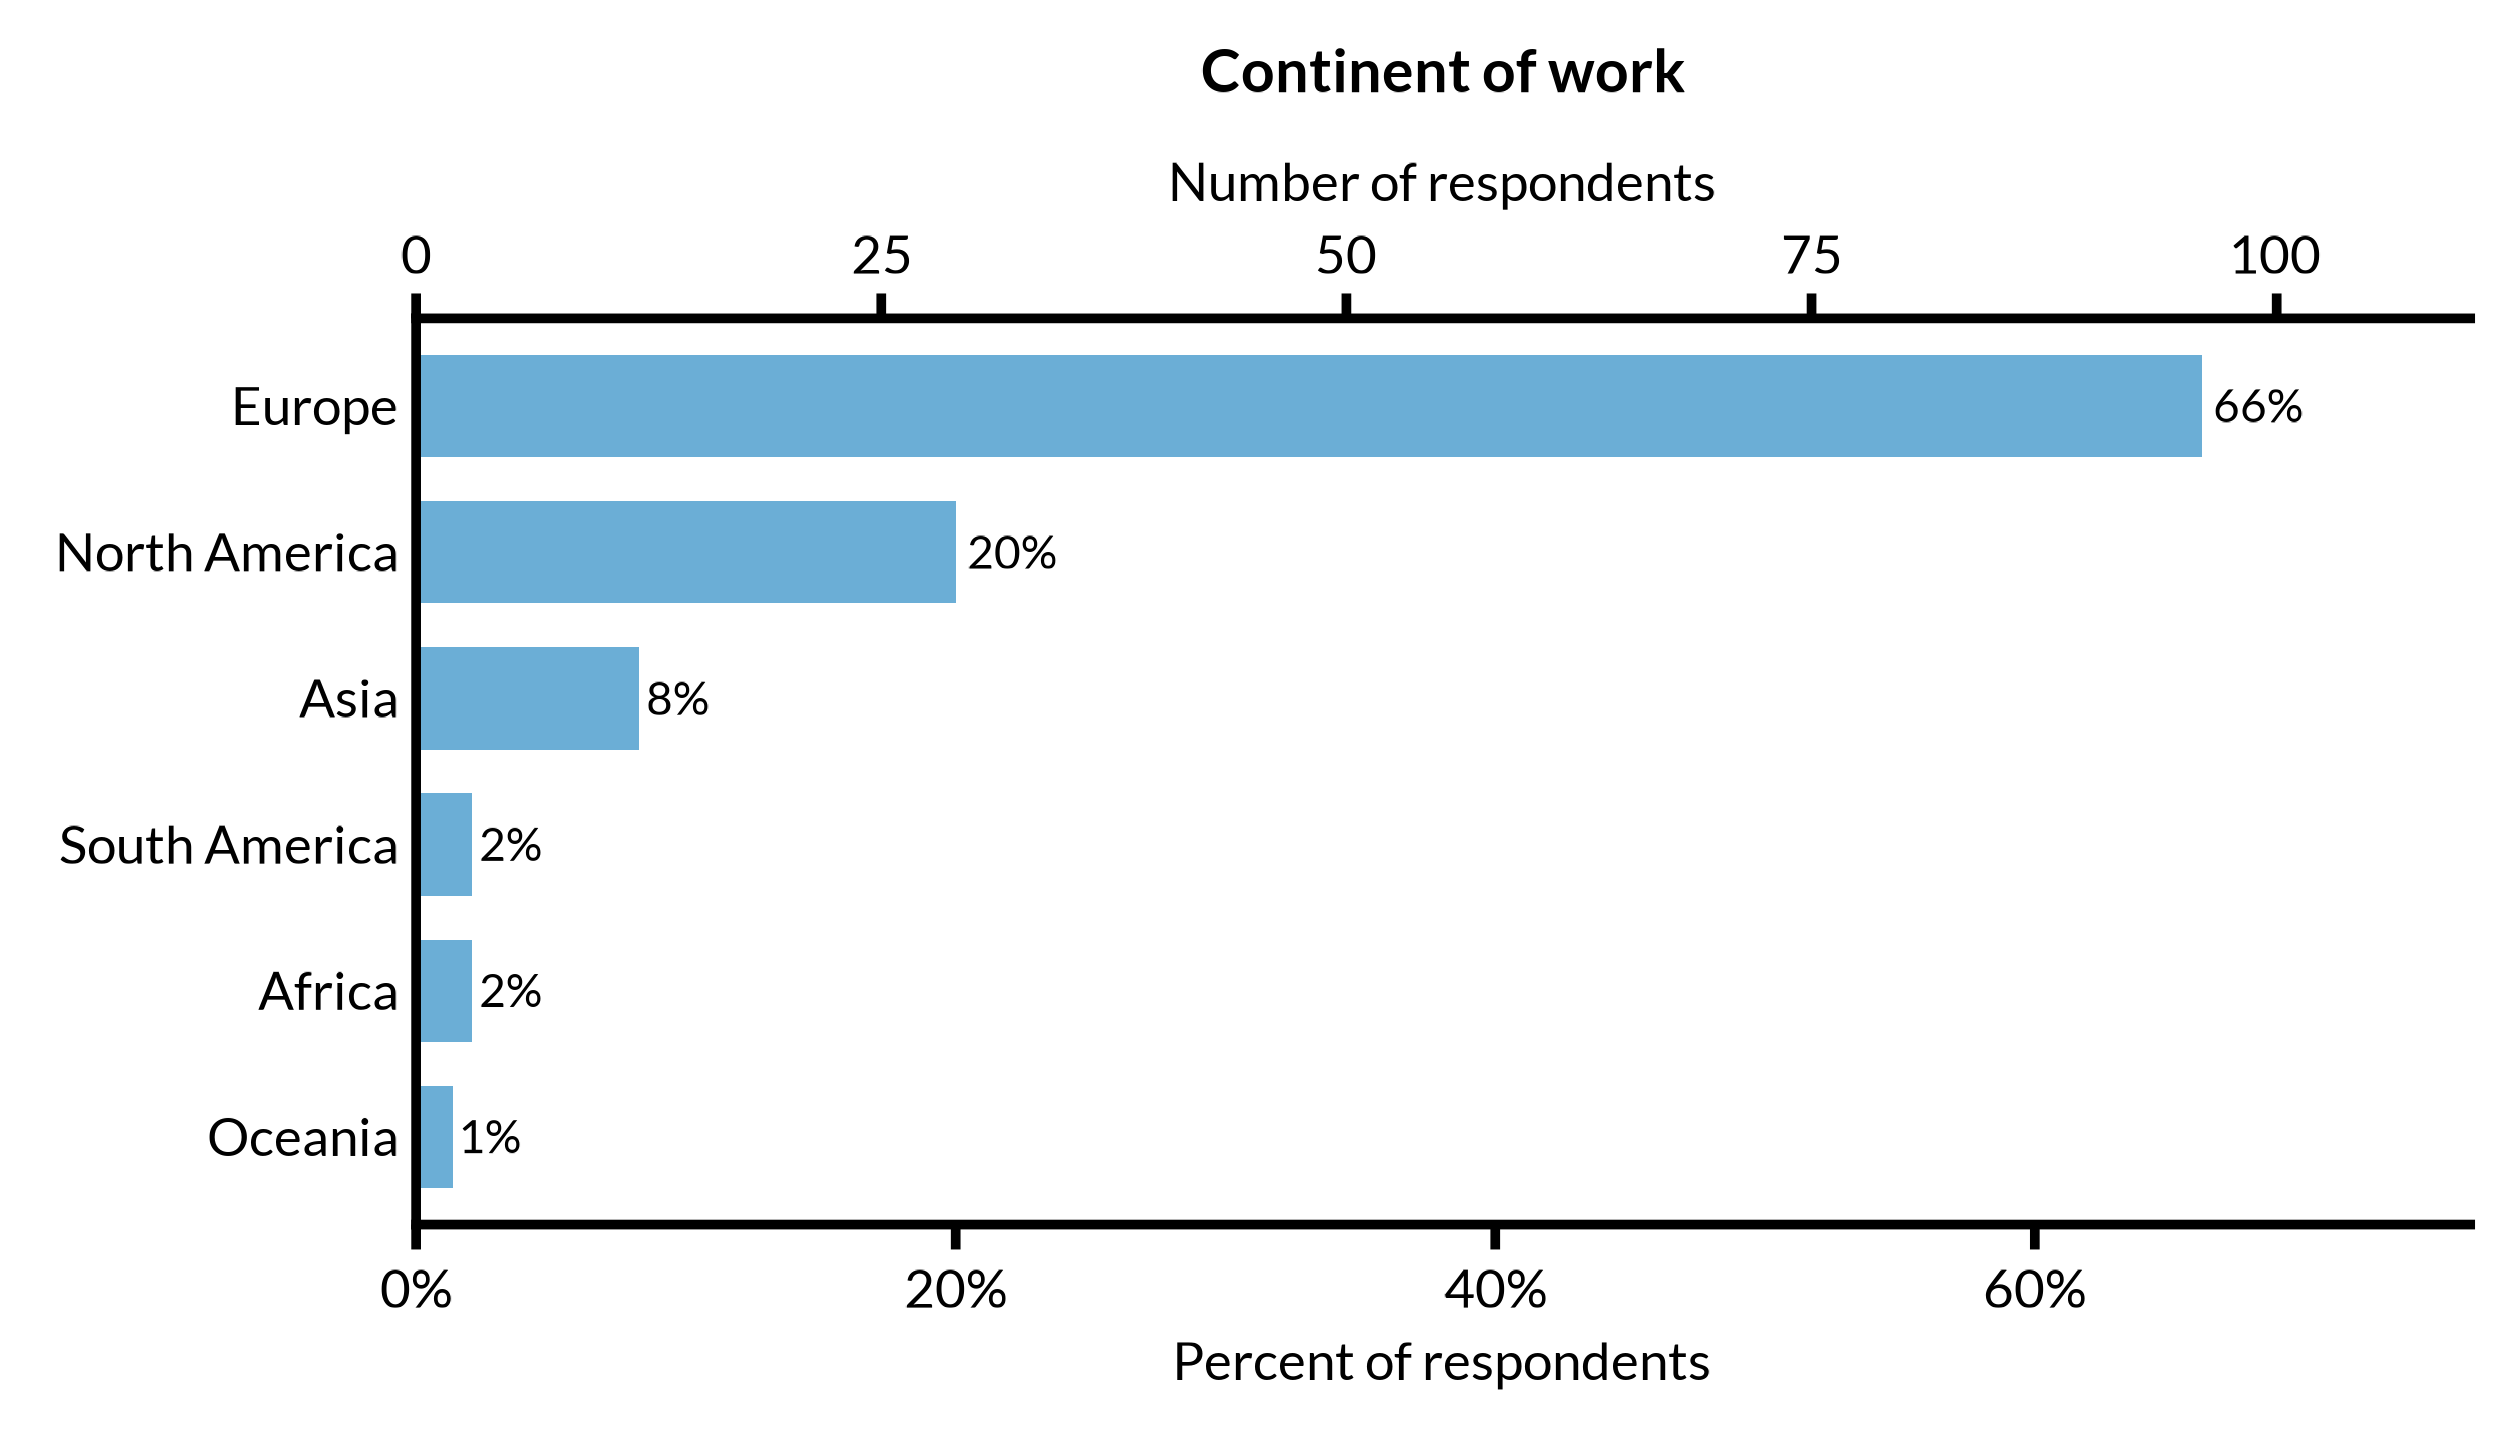 Continent of work
Number of respondents
0 25 50 75 100
Europe 66%
North America 20%
Asia 8%
South America 2%
Africa 2%
Oceania 1%
0% 20% 40% 60%
Percent of respondents